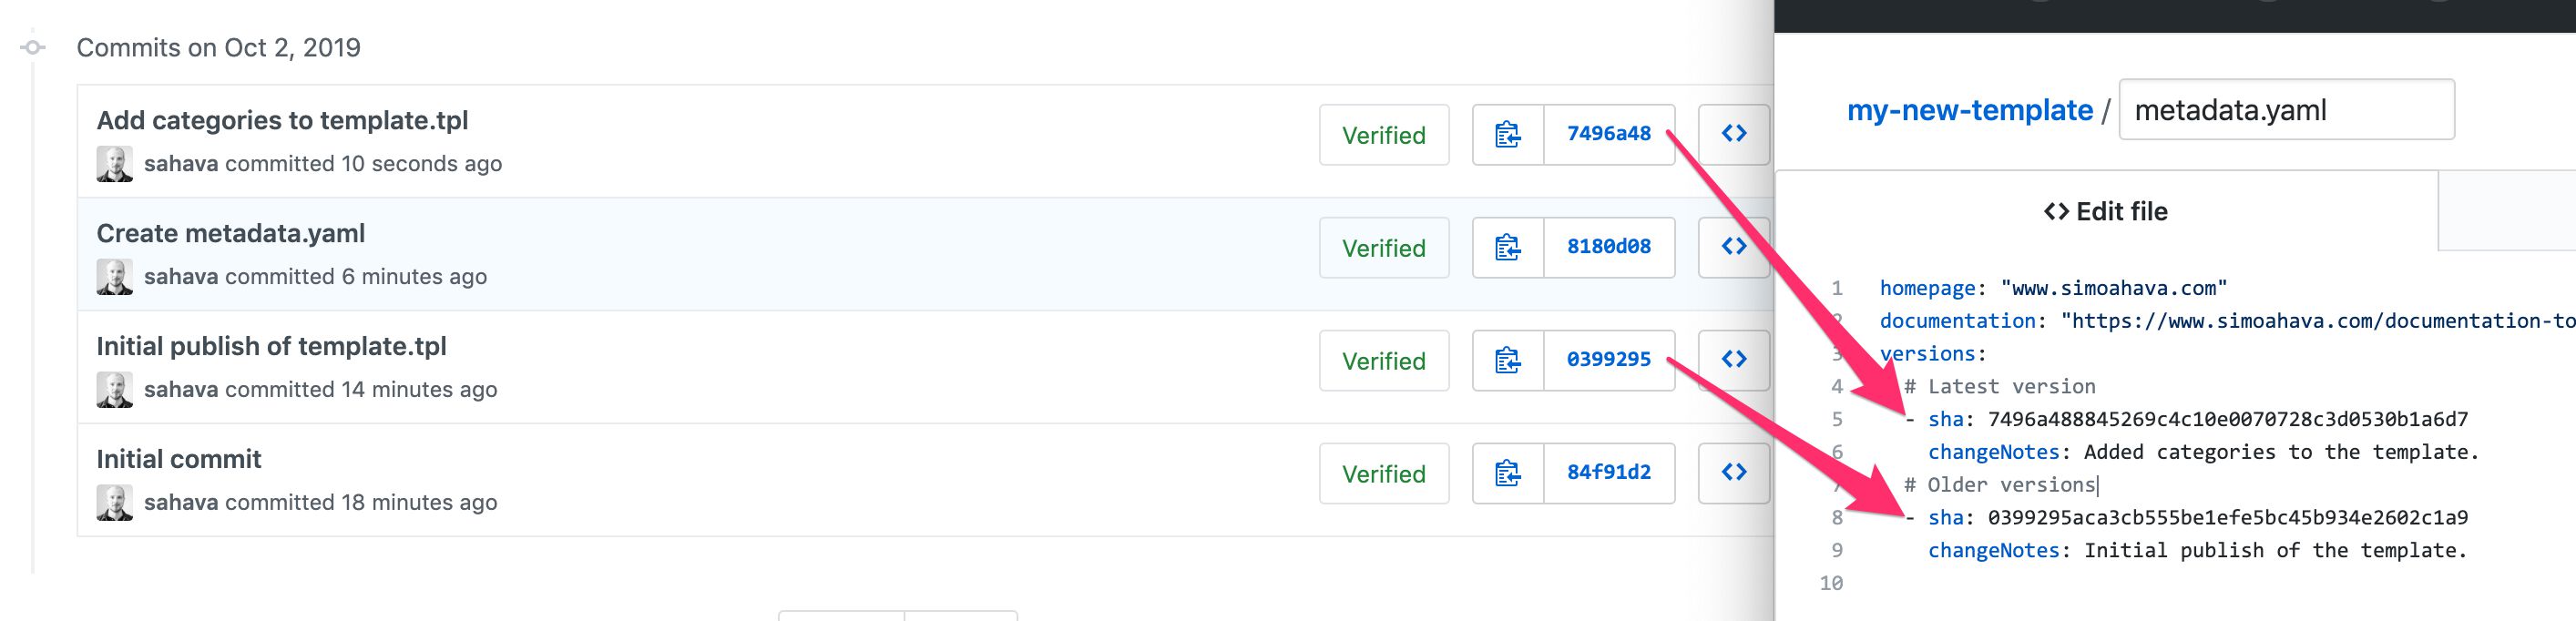 Commits on Oct 2, 2019
Add categories to template.tpl
sahava committed 10 seconds ago
Verified
7496a48
Create metadata.yaml
sahava committed 6 minutes ago
Verified
8180d08
Initial publish of template.tpl
sahava committed 14 minutes ago
Verified
0399295
Initial commit
sahava committed 18 minutes ago
Verified
84f91d2
my-new-template / metadata.yaml
<> Edit file
1 homepage: "www.simoahava.com"
2 documentation: "https://www.simoahava.com/documentation-to
3 versions:
4 # Latest version
5 - sha: 7496a488845269c4c10e0070728c3d0530b1a6d7
6 changeNotes: Added categories to the template.
7 # Older versions
8 - sha: 0399295aca3cb555be1efe5bc45b934e2602c1a9
9 changeNotes: Initial publish of the template.
10